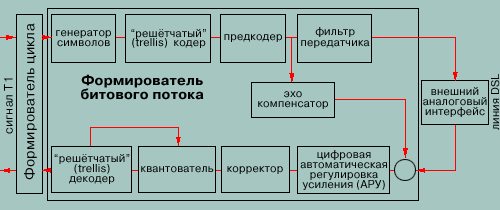 сигнал T1
Формирователь цикла
генератор
символов
“решётчатый”
(trellis) кодер
предкодер
фильтр
передатчика
Формирователь
битового потока
эхо
компенсатор
внешний
аналоговый
интерфейс
линия DSL
“решётчатый”
(trellis)
декодер
квантователь
корректор
цифровая
автоматическая
регулировка
усиления (АРУ)